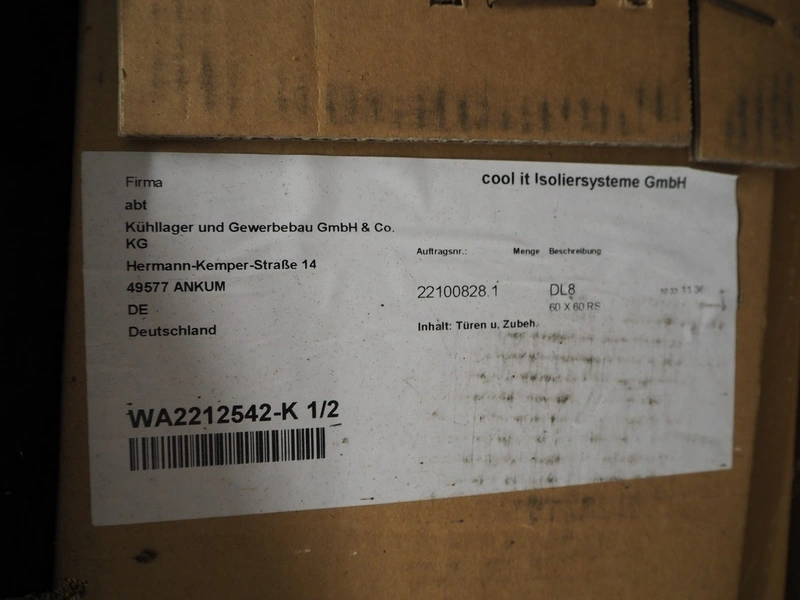 Firma
cool it Isoliersysteme GmbH
abt
Kühllager und Gewerbebau GmbH & Co.
KG
Hermann-Kemper-Straße 14
49577 ANKUM
DE
Deutschland
Auftragsnr.: Menge Beschreibung
22100828.1 DL8
60 X 60 RS
Inhalt: Türen u. Zubeh.
WA2212542-K 1/2